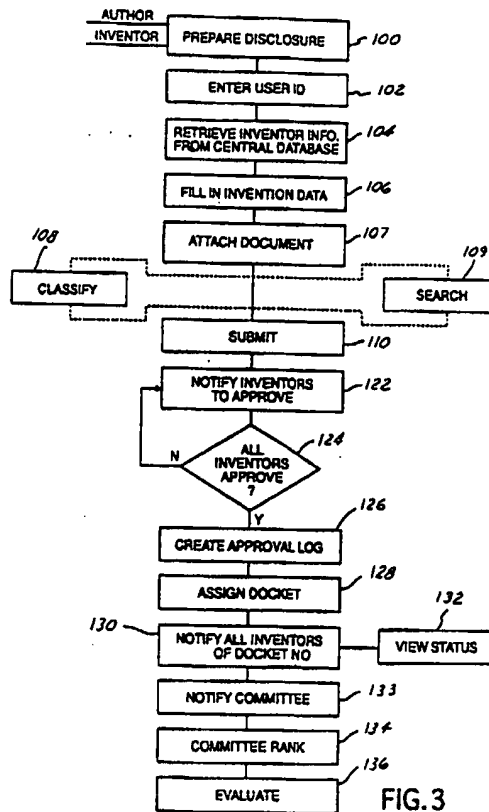 AUTHOR
INVENTOR
PREPARE DISCLOSURE
100
ENTER USER ID
102
RETRIEVE INVENTOR INFO.
FROM CENTRAL DATABASE
104
FILL IN INVENTION DATA
106
ATTACH DOCUMENT
107
108
CLASSIFY
109
SEARCH
SUBMIT
110
NOTIFY INVENTORS
TO APPROVE
122
124
ALL
INVENTORS
APPROVE
?
N
Y
126
CREATE APPROVAL LOG
128
ASSIGN DOCKET
130
NOTIFY ALL INVENTORS
OF DOCKET NO
132
VIEW STATUS
NOTIFY COMMITTEE
133
COMMITTEE RANK
134
EVALUATE
136
FIG.3